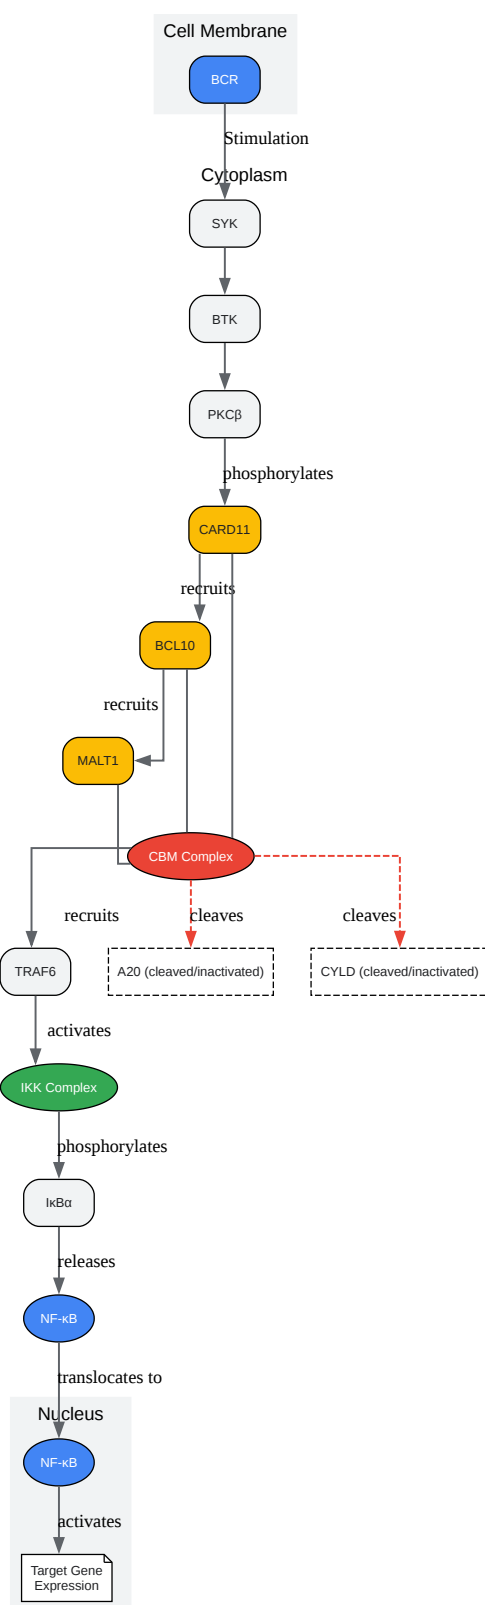 Cell Membrane
BCR
Stimulation
Cytoplasm
SYK
BTK
PKCβ
phosphorylates
CARD11
recruits
BCL10
recruits
MALT1
CBM Complex
recruits
cleaves
cleaves
TRAF6
A20 (cleaved/inactivated)
CYLD (cleaved/inactivated)
activates
IKK Complex
phosphorylates
IκBα
releases
NF-κB
translocates to
Nucleus
NF-κB
activates
Target Gene
Expression